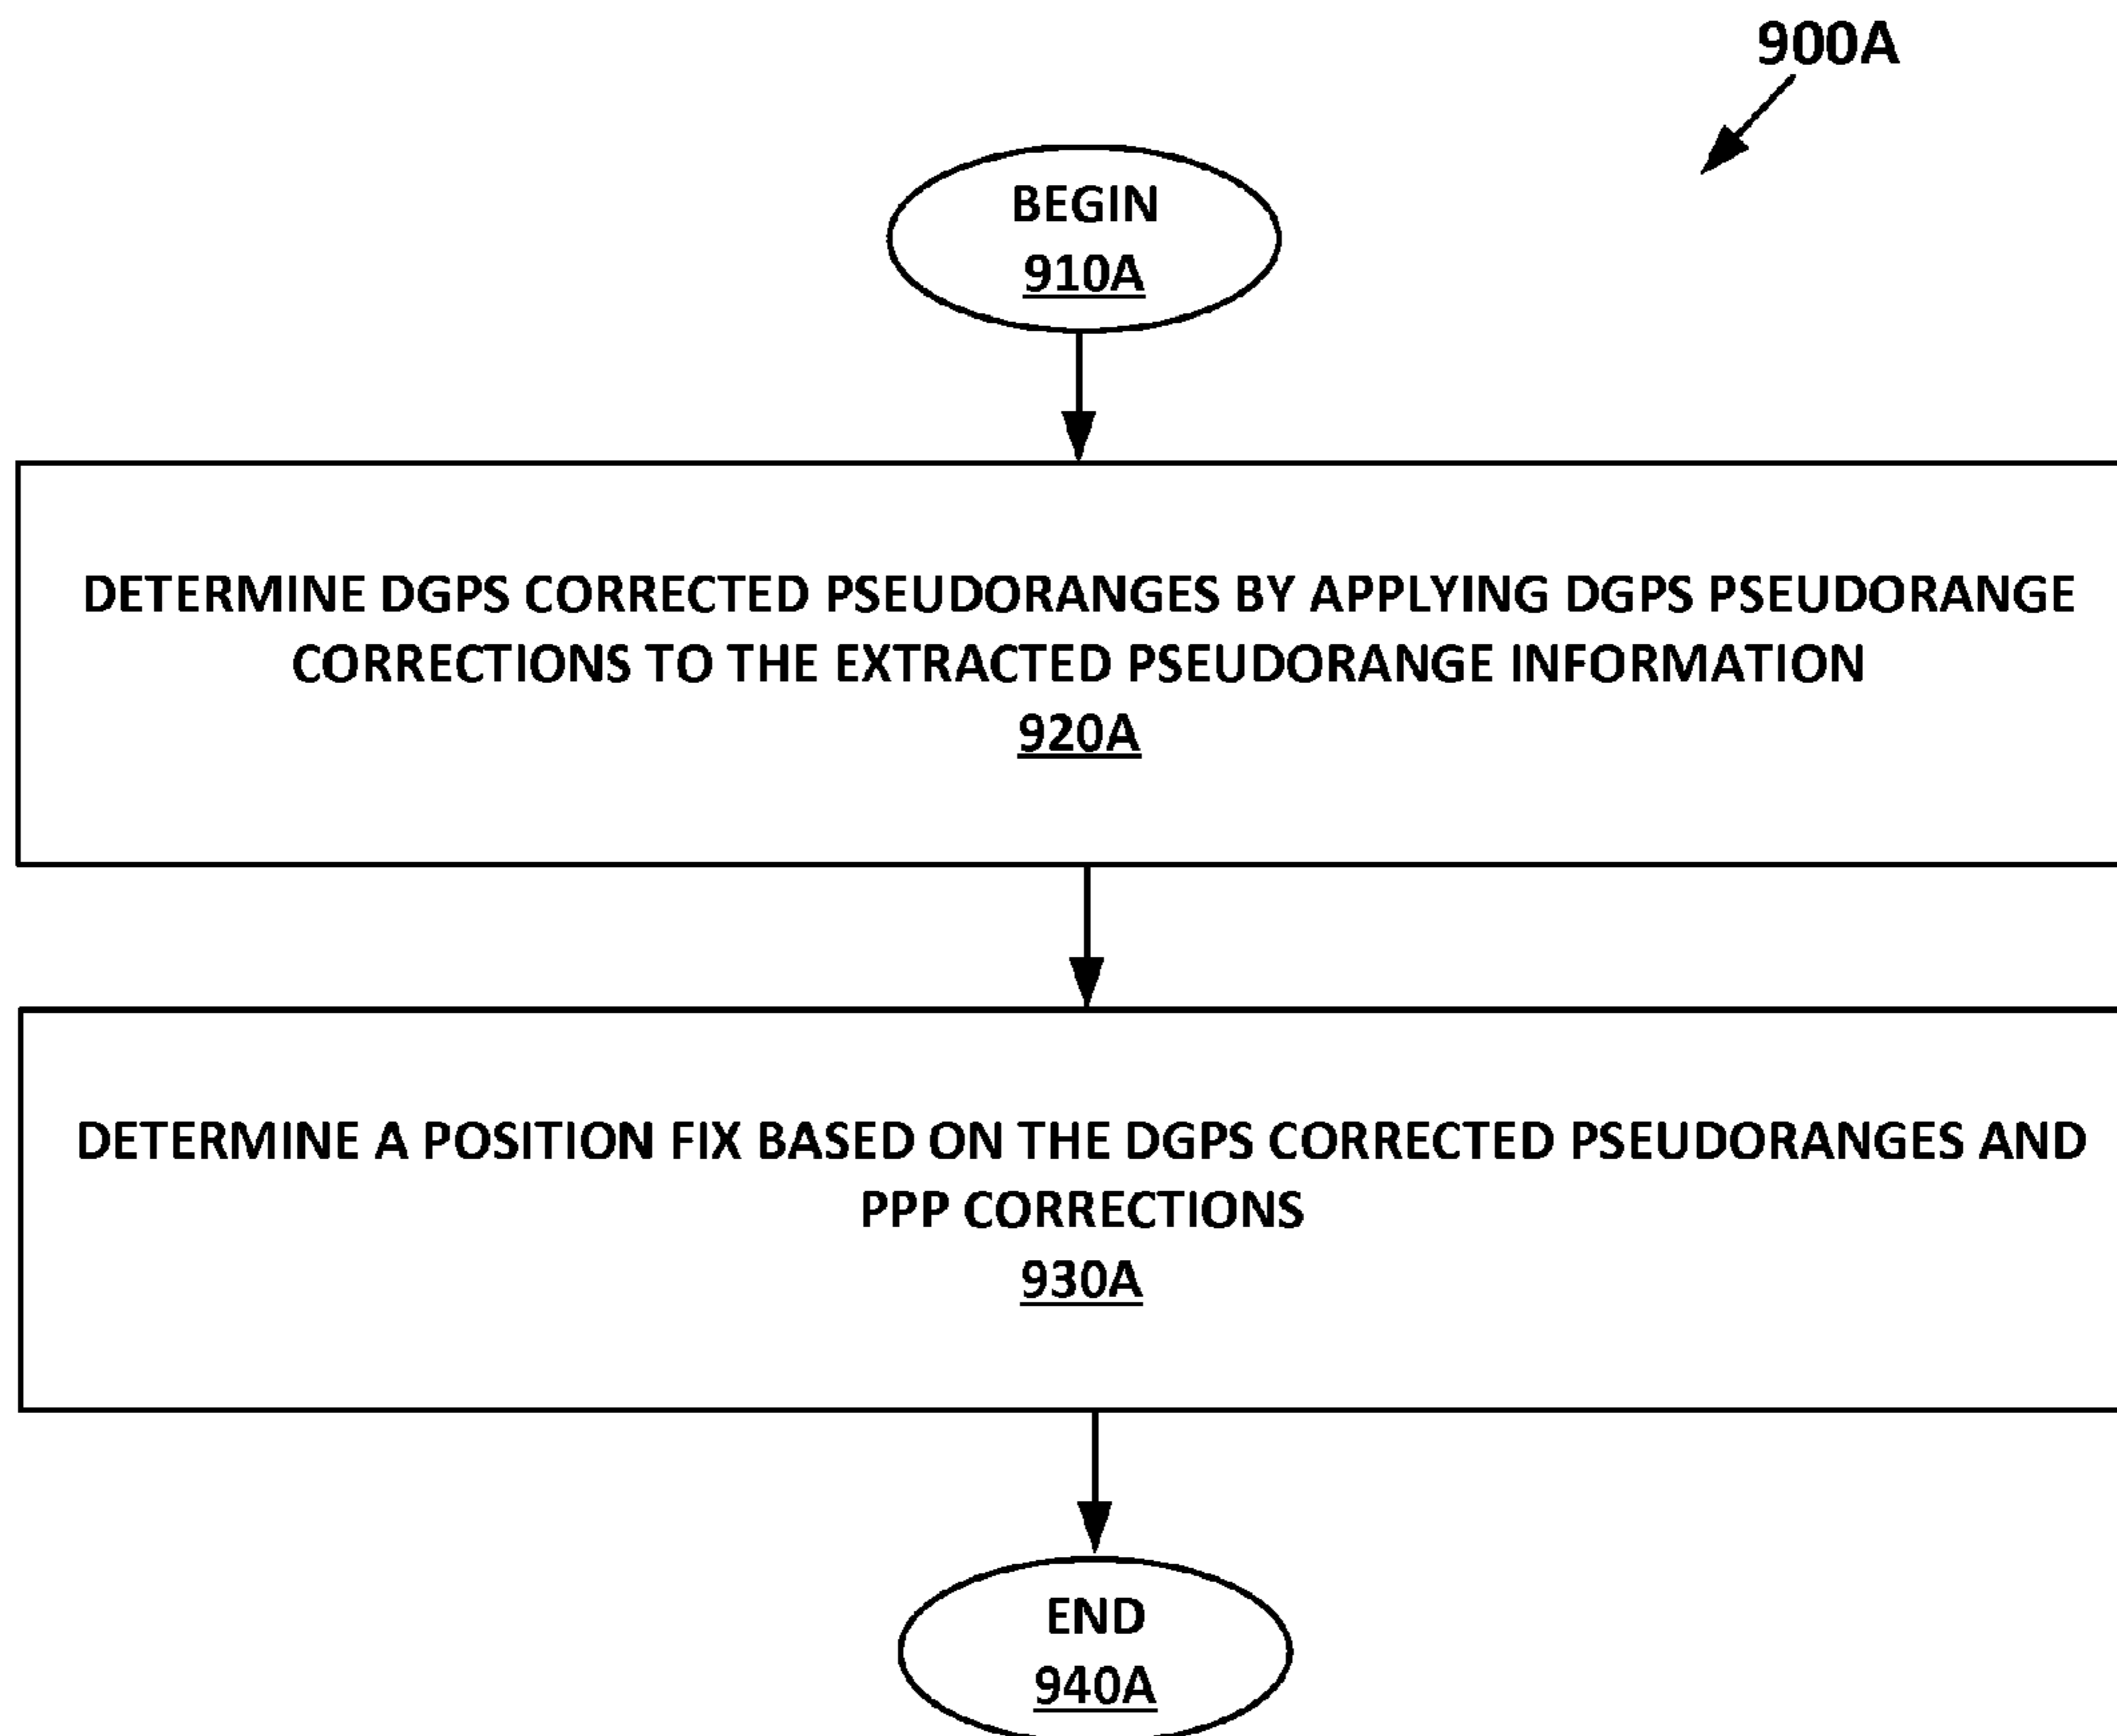 900A
BEGIN
910A
DETERMINE DGPS CORRECTED PSEUDORANGES BY APPLYING DGPS PSEUDORANGE
CORRECTIONS TO THE EXTRACTED PSEUDORANGE INFORMATION
920A
DETERMINE A POSITION FIX BASED ON THE DGPS CORRECTED PSEUDORANGES AND
PPP CORRECTIONS
930A
END
940A